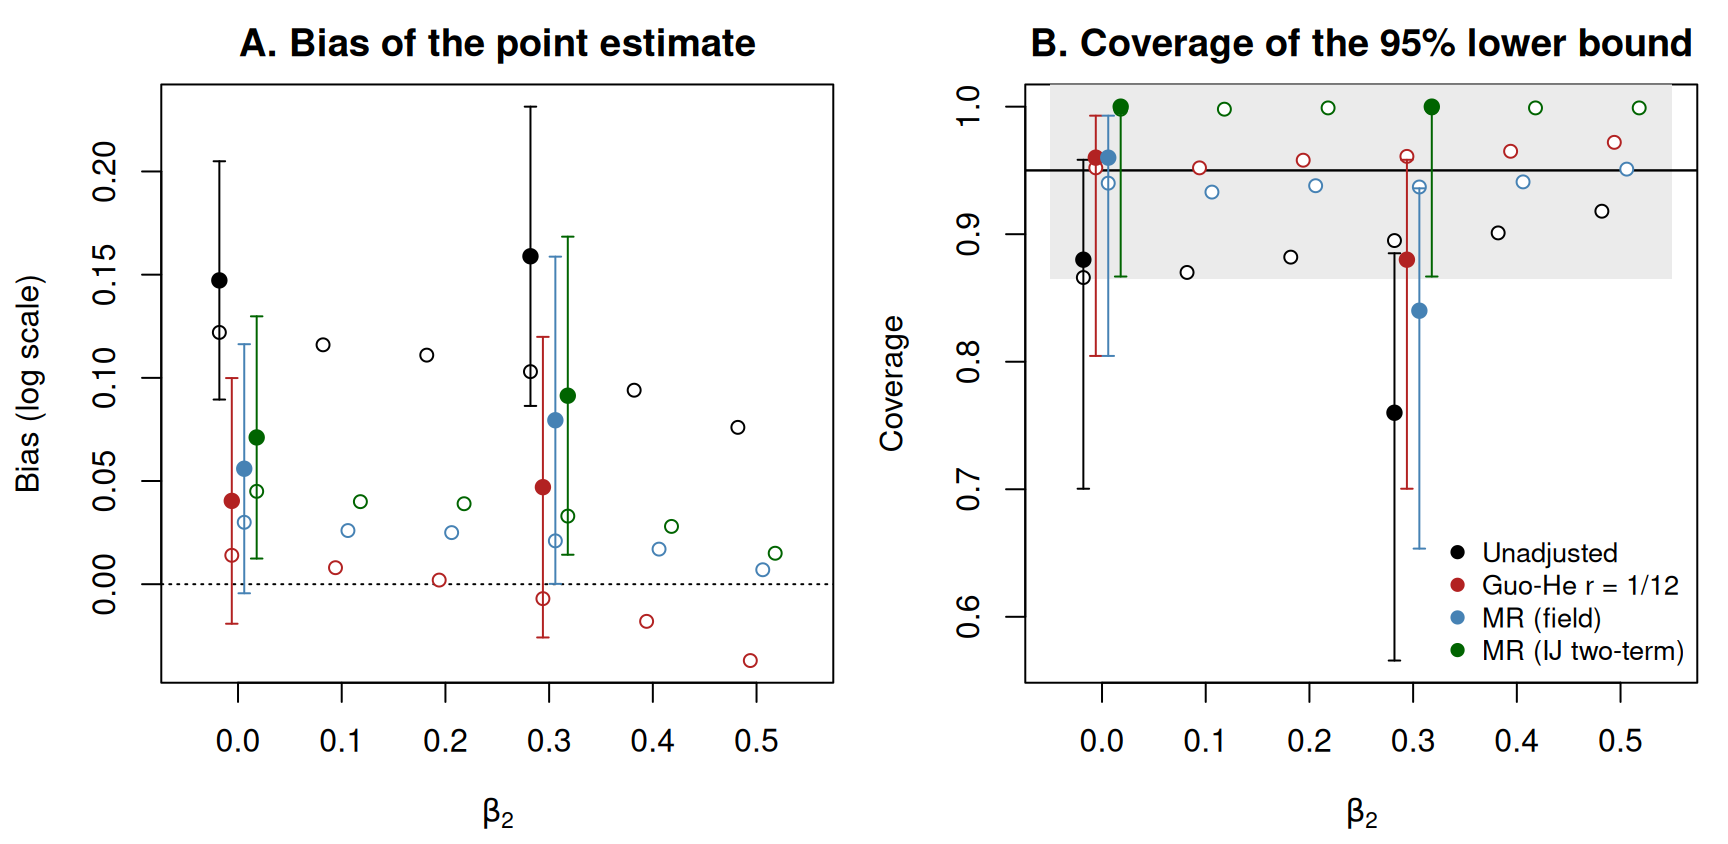 A. Bias of the point estimate
Bias (log scale)
0.20
0.15
0.10
0.05
0.00
0.0 0.1 0.2 0.3 0.4 0.5
β2
B. Coverage of the 95% lower bound
Coverage
1.0
0.9
0.8
0.7
0.6
Unadjusted
Guo-He r = 1/12
MR (field)
MR (IJ two-term)
0.0 0.1 0.2 0.3 0.4 0.5
β2